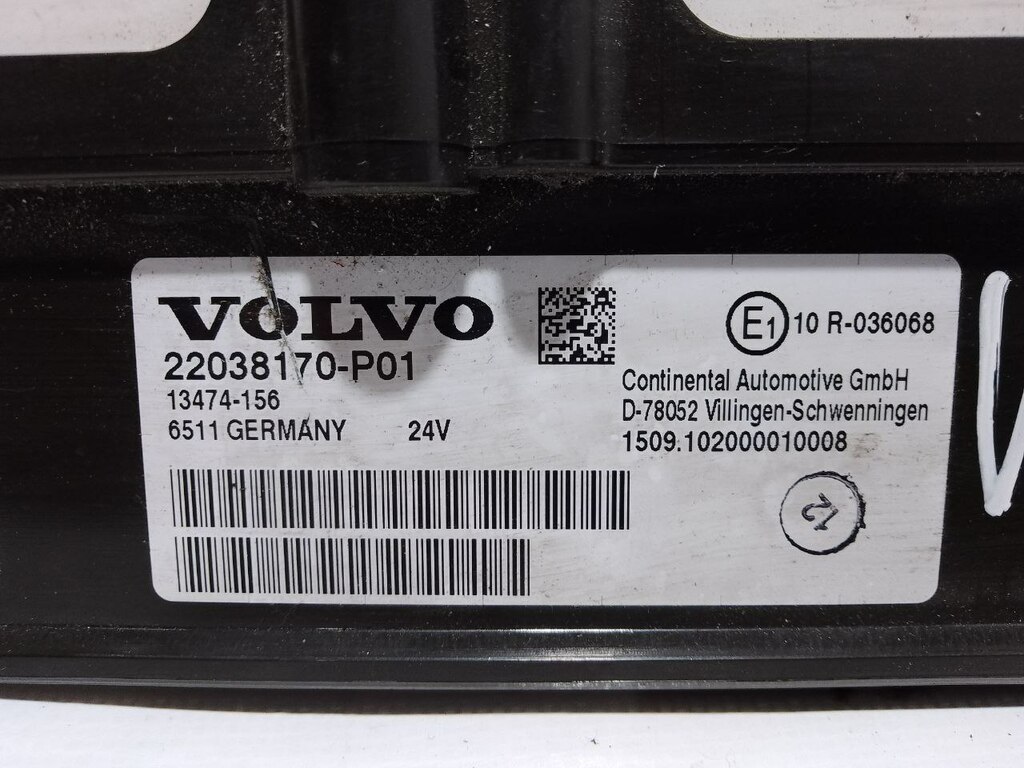 VOLVO
22038170-P01
13474-156
6511 GERMANY 24V
E1 10 R-036068
Continental Automotive GmbH
D-78052 Villingen-Schwenningen
1509.102000010008